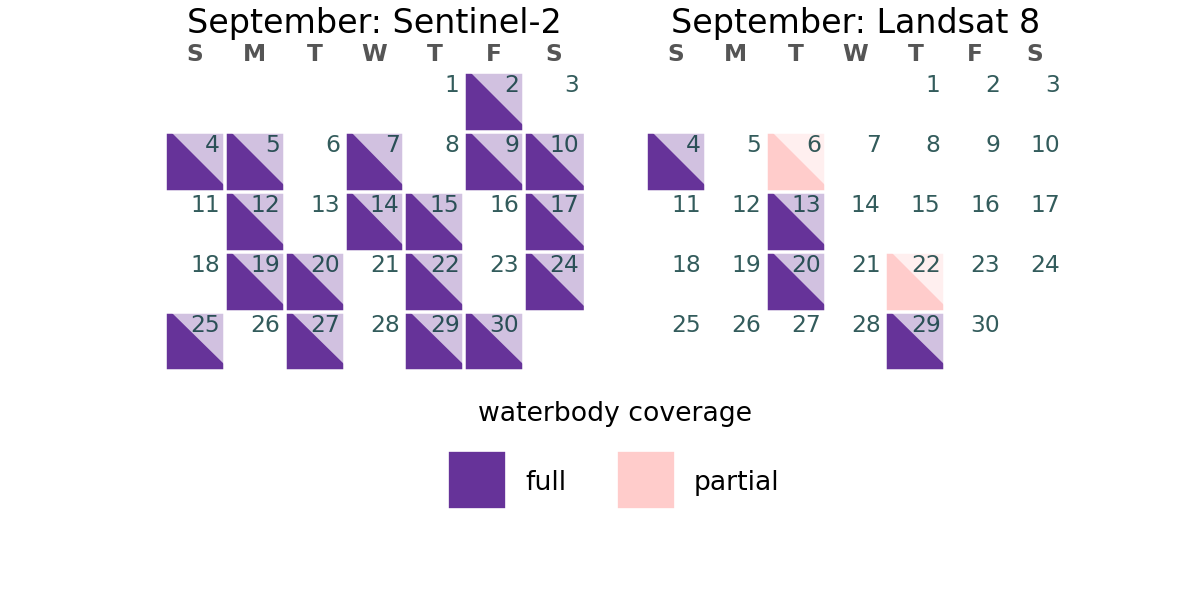 September: Sentinel-2
S M T W T F S
1 2 3
4 5 6 7 8 9 10
11 12 13 14 15 16 17
18 19 20 21 22 23 24
25 26 27 28 29 30
September: Landsat 8
S M T W T F S
1 2 3
4 5 6 7 8 9 10
11 12 13 14 15 16 17
18 19 20 21 22 23 24
25 26 27 28 29 30
waterbody coverage
full
partial